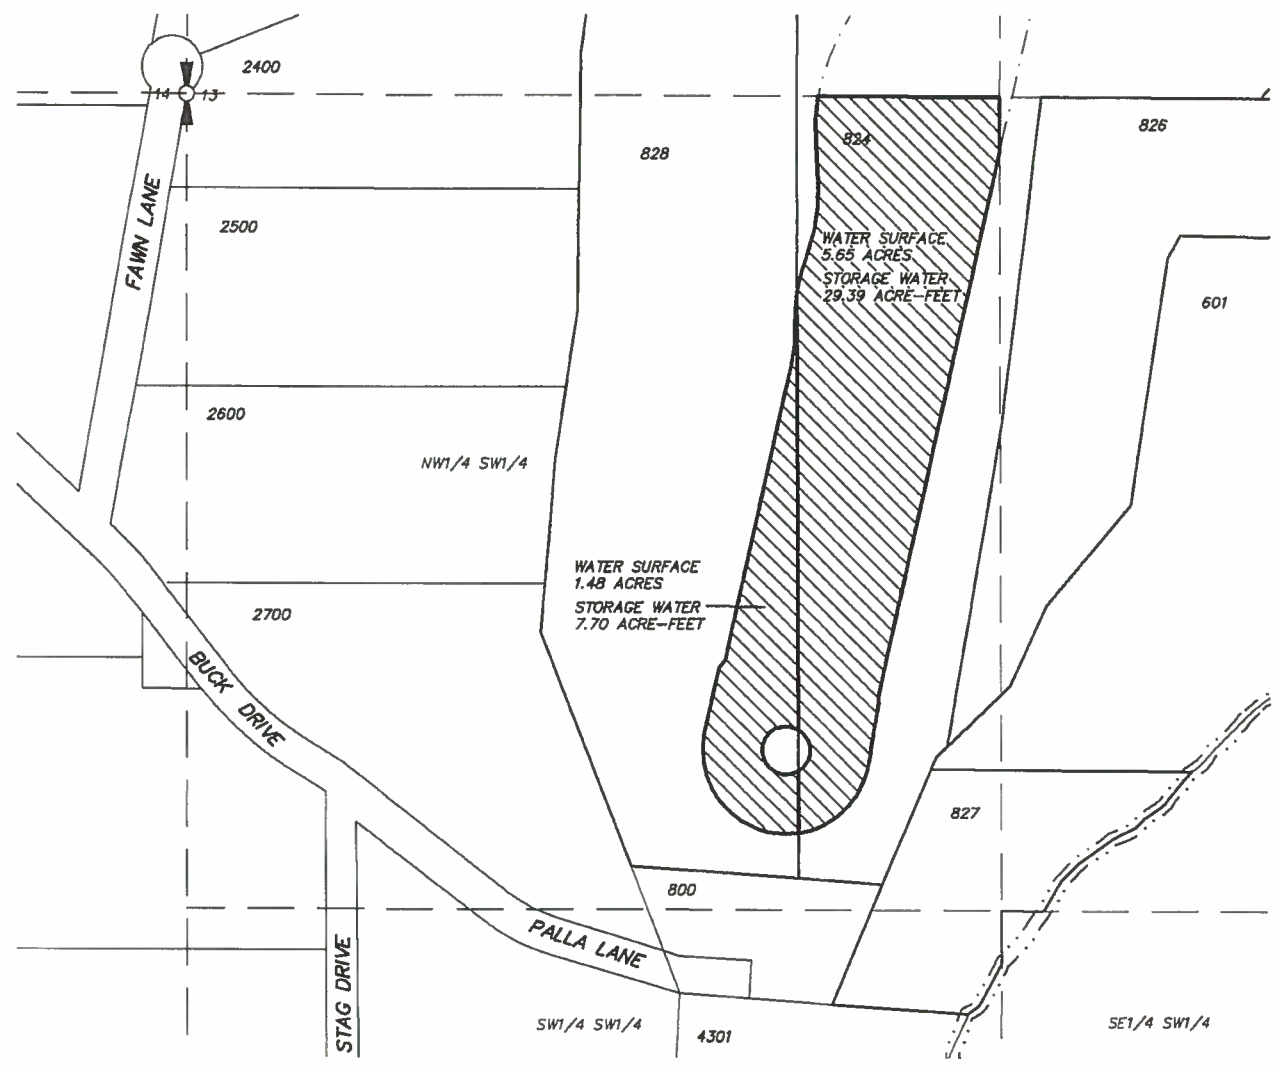 2400
14 13
826
824
828
FAWN LANE
2500
WATER SURFACE
5.65 ACRES
STORAGE WATER
29.39 ACRE-FEET
601
2600
NW1/4 SW1/4
WATER SURFACE
1.48 ACRES
STORAGE WATER
7.70 ACRE-FEET
2700
BUCK DRIVE
827
800
PALLA LANE
STAG DRIVE
SW1/4 SW1/4
4301
SE1/4 SW1/4